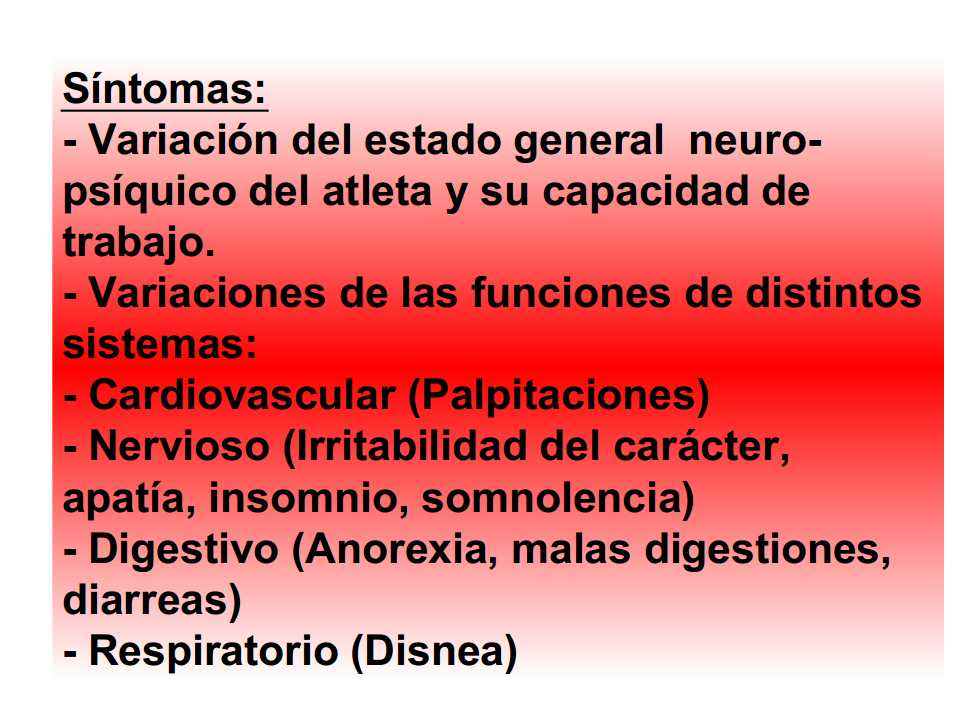 Síntomas:
- Variación del estado general  neuro-
psíquico del atleta y su capacidad de
trabajo.
- Variaciones de las funciones de distintos
sistemas:
- Cardiovascular (Palpitaciones)
- Nervioso (Irritabilidad del carácter,
apatía, insomnio, somnolencia)
- Digestivo (Anorexia, malas digestiones,
diarreas)
- Respiratorio (Disnea)